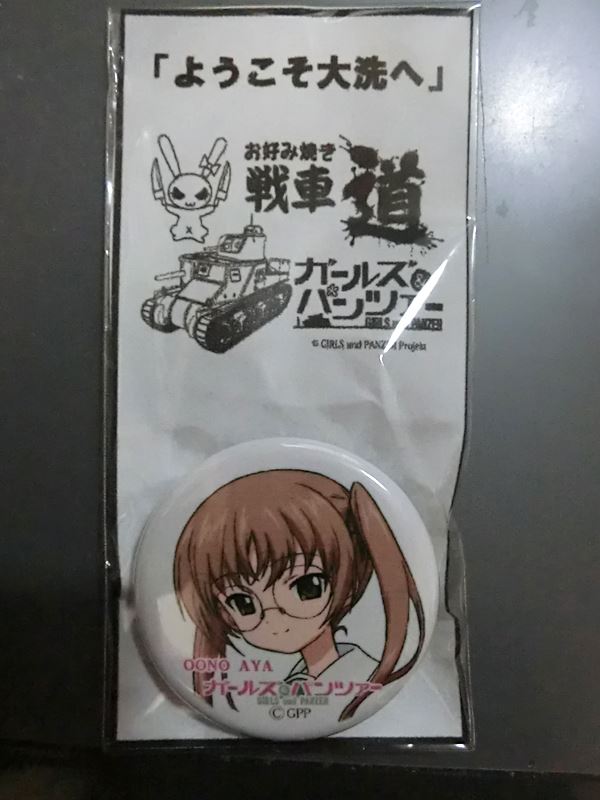 「ようこそ大洗へ」
お好み焼き
戦車道
ガールズ&
パンツァー
GIRLS und PANZER
© GIRLS und PANZER Projekt
OONO AYA
ガールズ&パンツァー
GIRLS und PANZER
© GPP